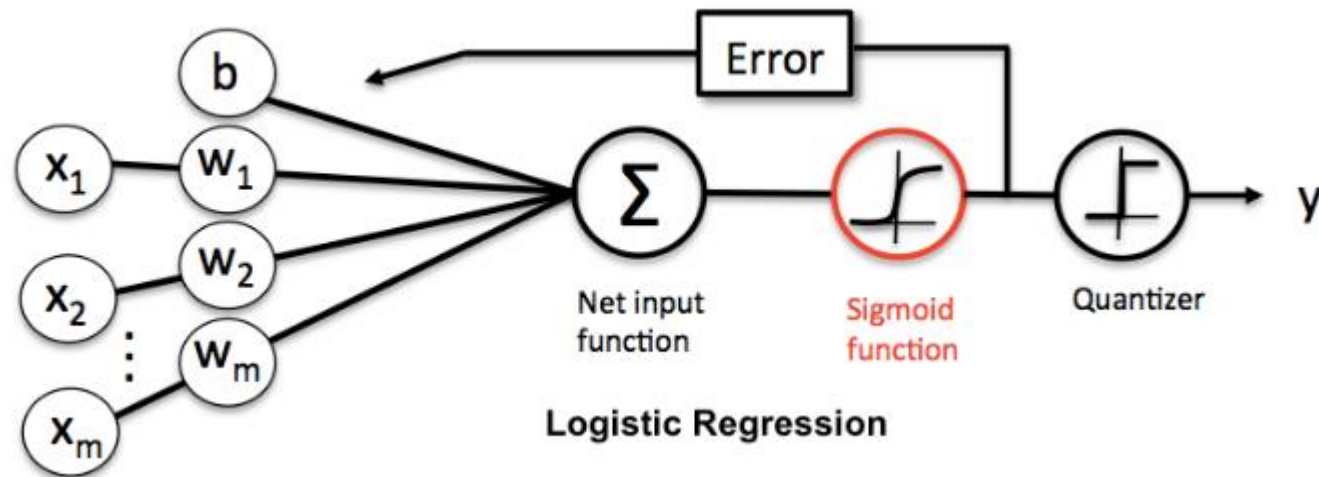 Error
b
x₁
w₁
x₂
w₂
⋮
xₘ
wₘ
Σ
y
Net input
function
Sigmoid
function
Quantizer
Logistic Regression